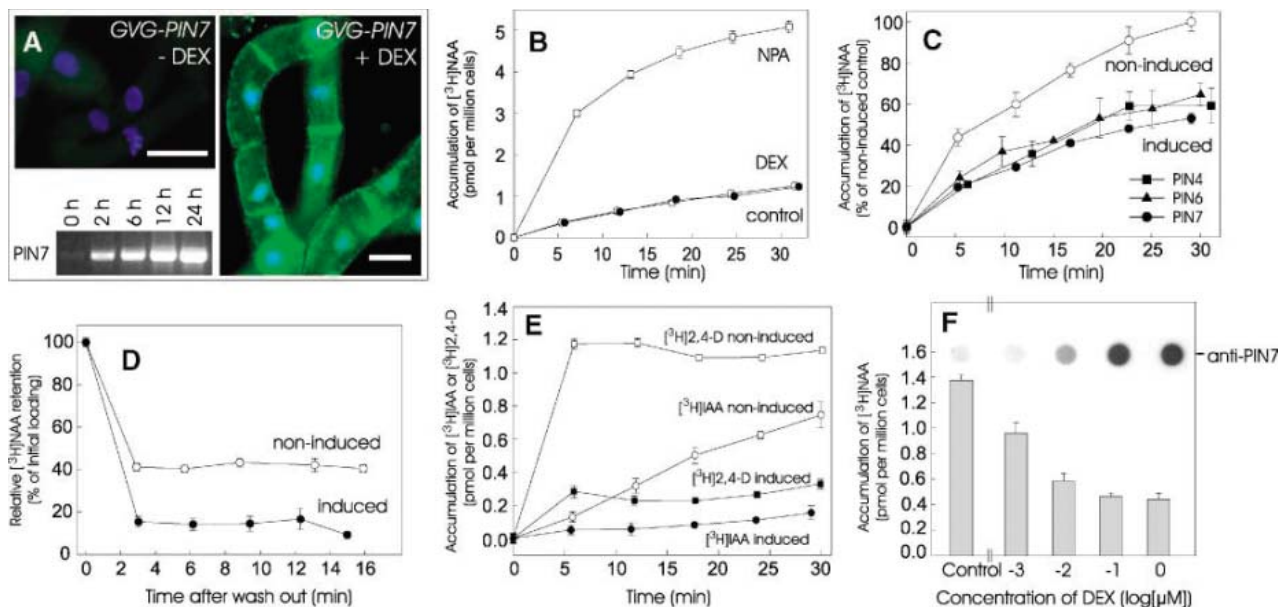 A
GVG-PIN7
- DEX
GVG-PIN7
+ DEX
0 h
2 h
6 h
12 h
24 h
PIN7
B
Accumulation of [³H]NAA
(pmol per million cells)
5
4
3
2
1
0
NPA
DEX
control
0 5 10 15 20 25 30
Time (min)
C
Accumulation of [³H]NAA
(% of non-induced control)
100
80
60
40
20
0
non-induced
induced
PIN4
PIN6
PIN7
0 5 10 15 20 25 30
Time (min)
D
Relative [³H]NAA retention
(% of initial loading)
100
80
60
40
20
0
non-induced
induced
0 2 4 6 8 10 12 14 16
Time after wash out (min)
E
Accumulation of [³H]IAA or [³H]2,4-D
(pmol per million cells)
1.4
1.2
1.0
0.8
0.6
0.4
0.2
0.0
[³H]2,4-D non-induced
[³H]IAA non-induced
[³H]2,4-D induced
[³H]IAA induced
0 5 10 15 20 25 30
Time (min)
F
anti-PIN7
Accumulation of [³H]NAA
(pmol per million cells)
1.6
1.4
1.2
1.0
0.8
0.6
0.4
0.2
0.0
Control -3 -2 -1 0
Concentration of DEX (log[µM])